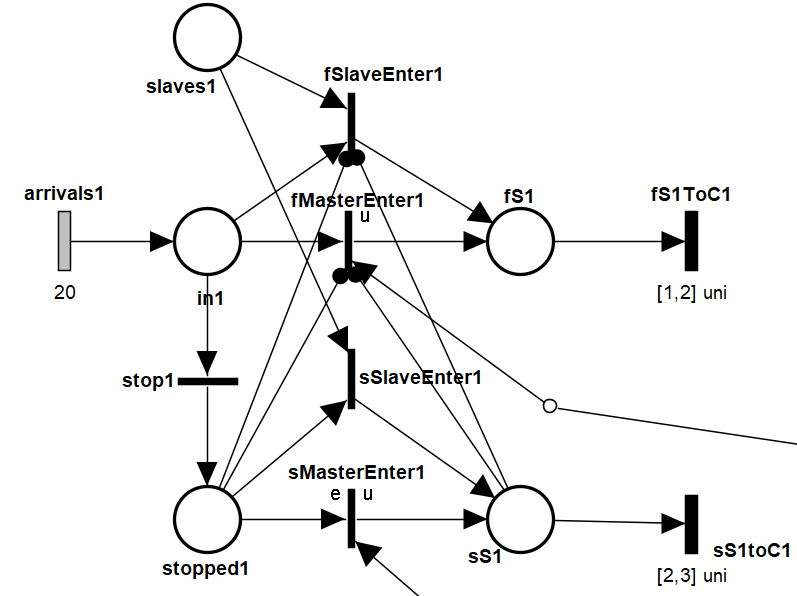 slaves1
fSlaveEnter1
arrivals1
20
in1
fMasterEnter1
u
fS1
fS1ToC1
[1,2] uni
stop1
sSlaveEnter1
stopped1
sMasterEnter1
e u
sS1
sS1toC1
[2,3] uni